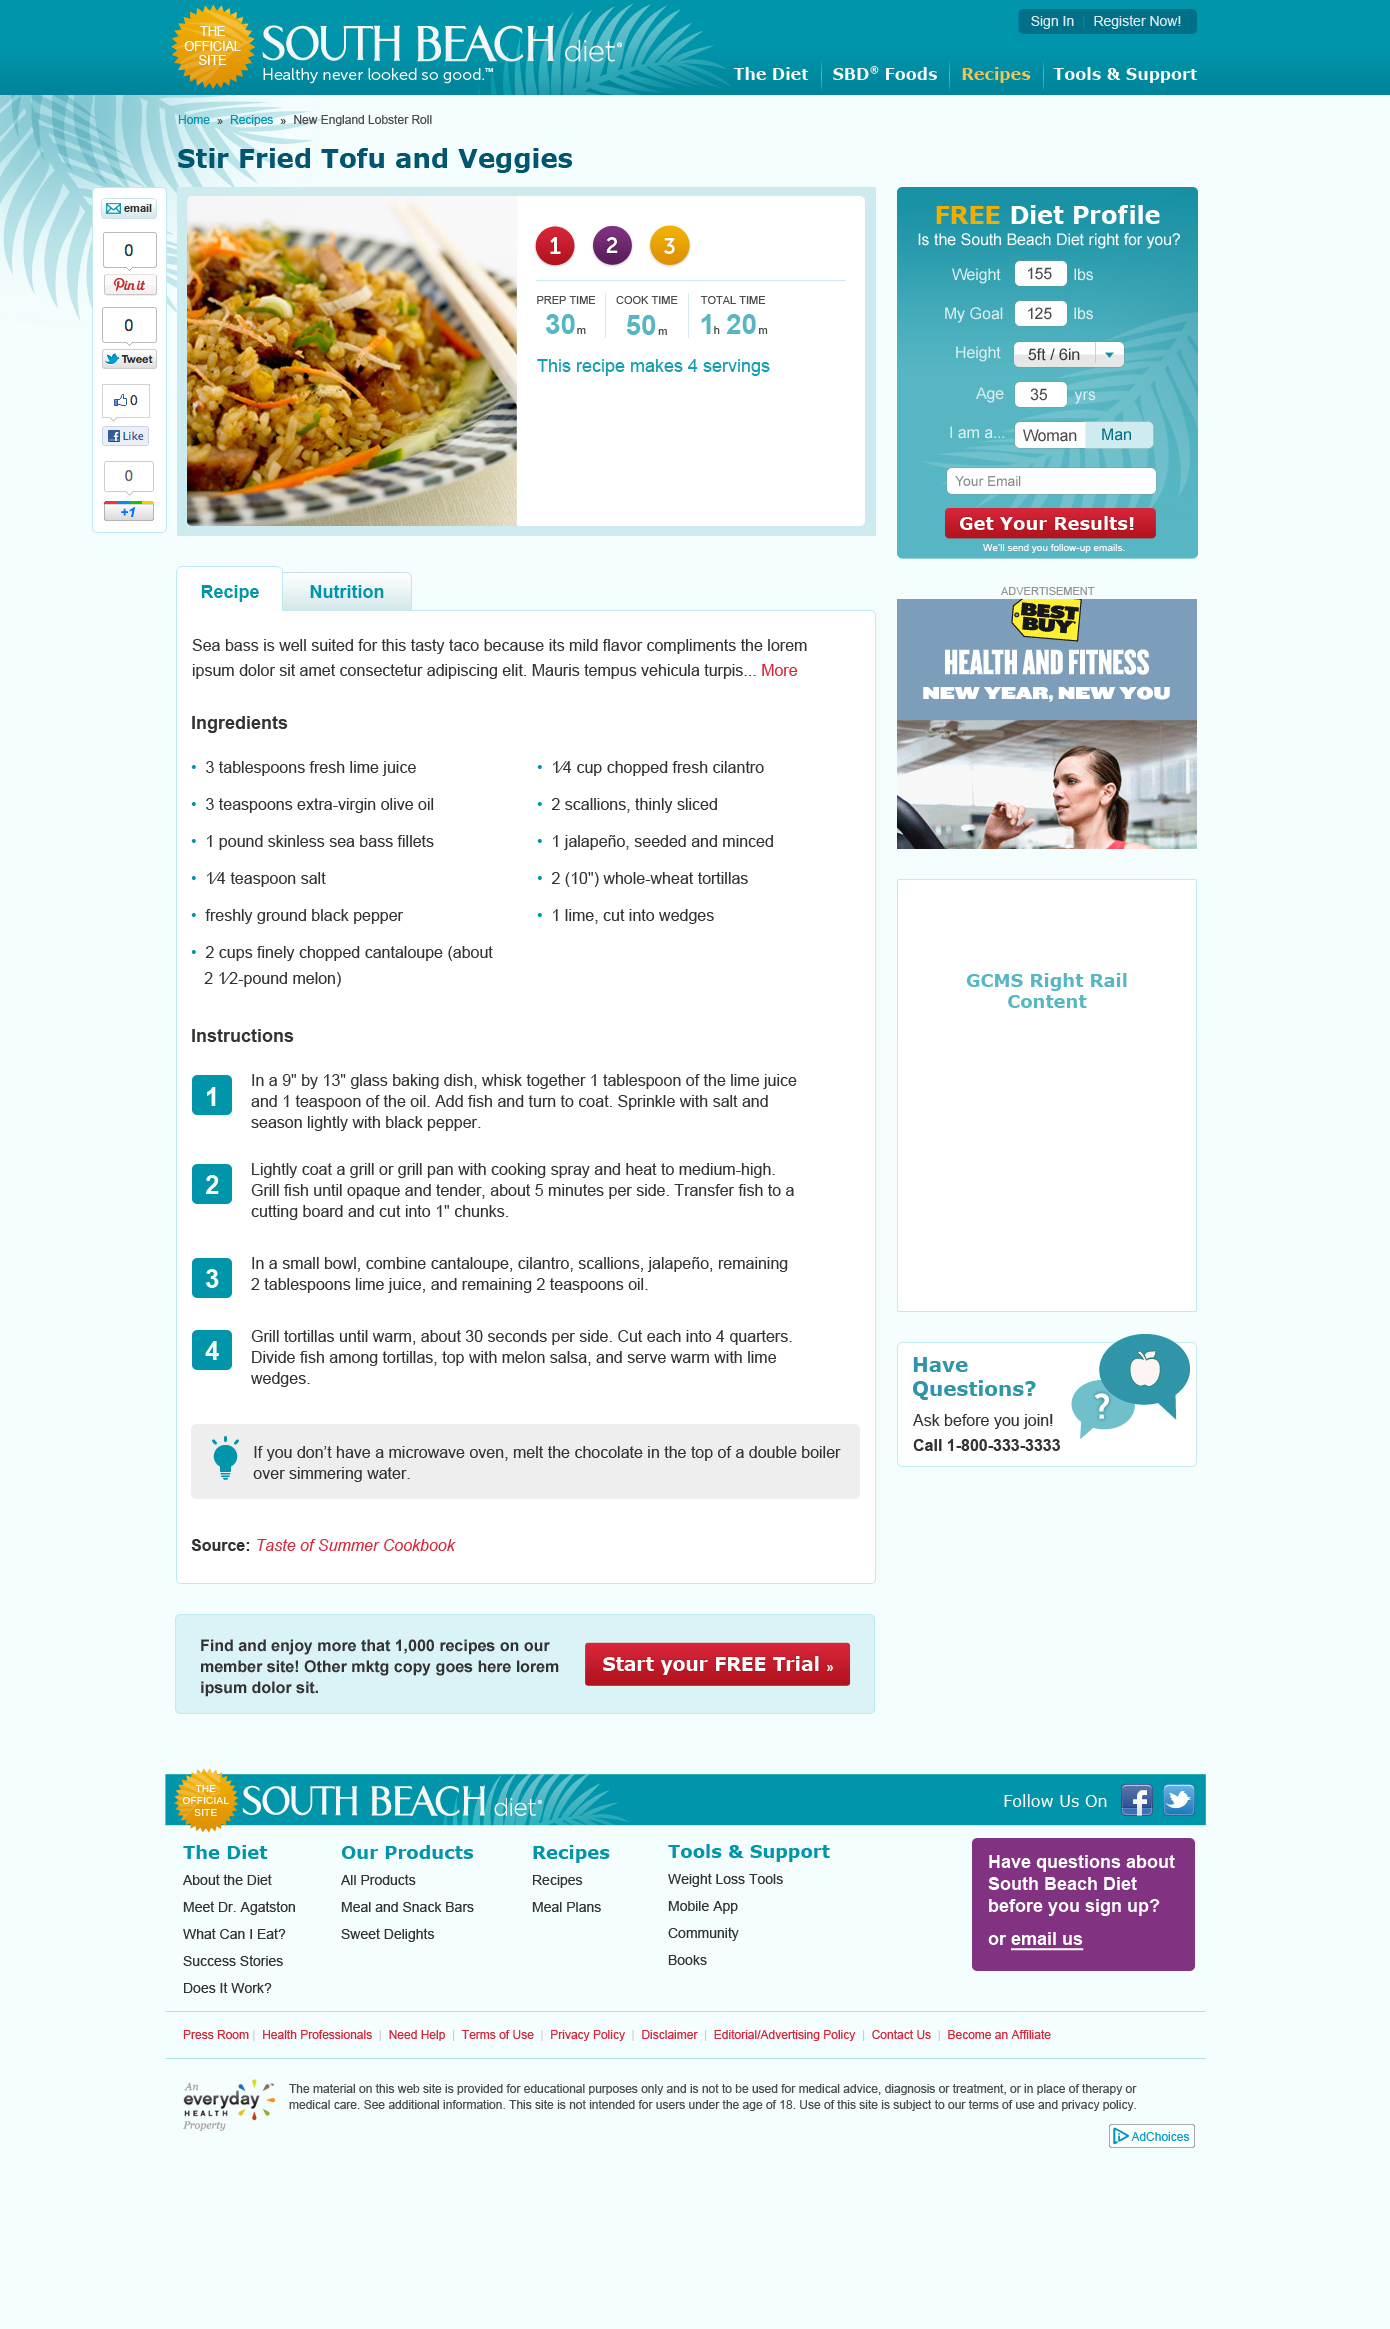 THE
OFFICIAL
SITE
SOUTH BEACH diet®
Healthy never looked so good.™
Sign In | Register Now!
The Diet
SBD® Foods
Recipes
Tools & Support
Home » Recipes » New England Lobster Roll
Stir Fried Tofu and Veggies
email
0
Pin it
0
Tweet
0
Like
0
+1
1 2 3
PREP TIME
30 m
COOK TIME
50 m
TOTAL TIME
1h 20 m
This recipe makes 4 servings
FREE Diet Profile
Is the South Beach Diet right for you?
Weight 155 lbs
My Goal 125 lbs
Height 5ft / 6in
Age 35 yrs
I am a... Woman Man
Your Email
Get Your Results!
We'll send you follow-up emails.
Recipe
Nutrition
Sea bass is well suited for this tasty taco because its mild flavor compliments the lorem
ipsum dolor sit amet consectetur adipiscing elit. Mauris tempus vehicula turpis... More
Ingredients
• 3 tablespoons fresh lime juice
• 3 teaspoons extra-virgin olive oil
• 1 pound skinless sea bass fillets
• 1⁄4 teaspoon salt
• freshly ground black pepper
• 2 cups finely chopped cantaloupe (about
2 1⁄2-pound melon)
• 1⁄4 cup chopped fresh cilantro
• 2 scallions, thinly sliced
• 1 jalapeño, seeded and minced
• 2 (10") whole-wheat tortillas
• 1 lime, cut into wedges
Instructions
1
In a 9" by 13" glass baking dish, whisk together 1 tablespoon of the lime juice
and 1 teaspoon of the oil. Add fish and turn to coat. Sprinkle with salt and
season lightly with black pepper.
2
Lightly coat a grill or grill pan with cooking spray and heat to medium-high.
Grill fish until opaque and tender, about 5 minutes per side. Transfer fish to a
cutting board and cut into 1" chunks.
3
In a small bowl, combine cantaloupe, cilantro, scallions, jalapeño, remaining
2 tablespoons lime juice, and remaining 2 teaspoons oil.
4
Grill tortillas until warm, about 30 seconds per side. Cut each into 4 quarters.
Divide fish among tortillas, top with melon salsa, and serve warm with lime
wedges.
If you don't have a microwave oven, melt the chocolate in the top of a double boiler
over simmering water.
Source: Taste of Summer Cookbook
ADVERTISEMENT
BEST
BUY
HEALTH AND FITNESS
NEW YEAR, NEW YOU
GCMS Right Rail
Content
Have
Questions?
?
Ask before you join!
Call 1-800-333-3333
Find and enjoy more that 1,000 recipes on our
member site! Other mktg copy goes here lorem
ipsum dolor sit.
Start your FREE Trial »
THE
OFFICIAL
SITE
SOUTH BEACH diet®
Follow Us On
The Diet
About the Diet
Meet Dr. Agatston
What Can I Eat?
Success Stories
Does It Work?
Our Products
All Products
Meal and Snack Bars
Sweet Delights
Recipes
Recipes
Meal Plans
Tools & Support
Weight Loss Tools
Mobile App
Community
Books
Have questions about
South Beach Diet
before you sign up?
or email us
Press Room | Health Professionals | Need Help | Terms of Use | Privacy Policy | Disclaimer | Editorial/Advertising Policy | Contact Us | Become an Affiliate
An
everyday
HEALTH
Property
The material on this web site is provided for educational purposes only and is not to be used for medical advice, diagnosis or treatment, or in place of therapy or
medical care. See additional information. This site is not intended for users under the age of 18. Use of this site is subject to our terms of use and privacy policy.
AdChoices